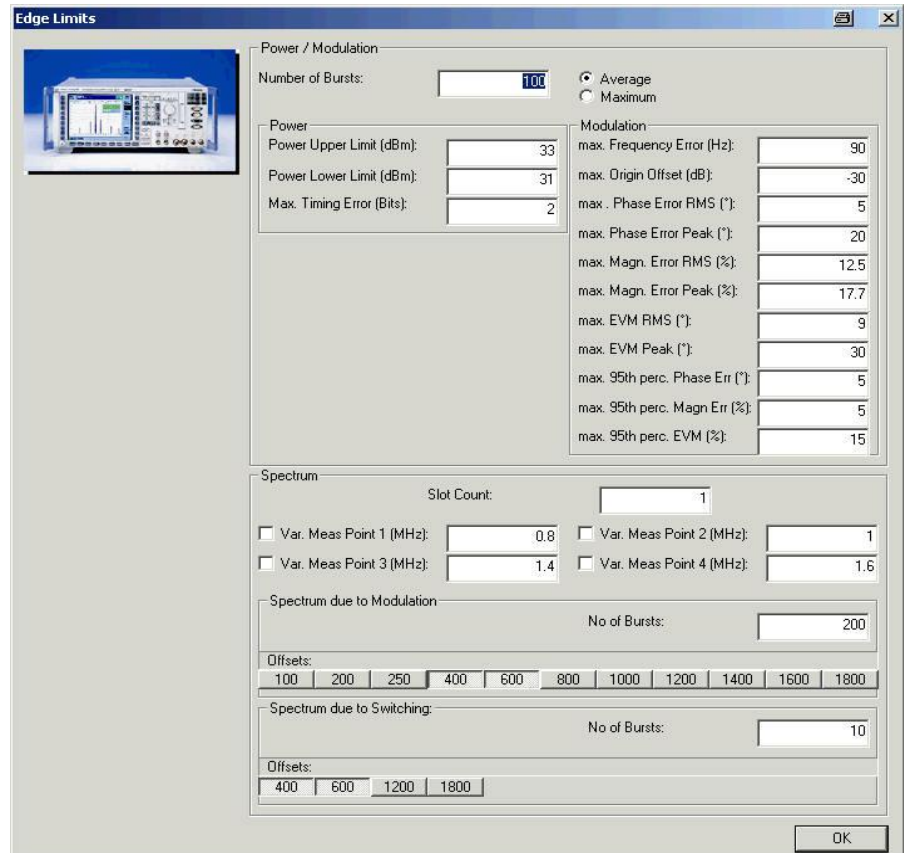 Edge Limits
Power / Modulation
Number of Bursts: 100
Average
Maximum
Power
Power Upper Limit (dBm): 33
Power Lower Limit (dBm): 31
Max. Timing Error (Bits): 2
Modulation
max. Frequency Error (Hz): 90
max. Origin Offset (dB): -30
max . Phase Error RMS (°): 5
max. Phase Error Peak (°): 20
max. Magn. Error RMS (%): 12.5
max. Magn. Error Peak (%): 17.7
max. EVM RMS (°): 9
max. EVM Peak (°): 30
max. 95th perc. Phase Err (°): 5
max. 95th perc. Magn Err (%): 5
max. 95th perc. EVM (%): 15
Spectrum
Slot Count: 1
Var. Meas Point 1 (MHz): 0.8
Var. Meas Point 2 (MHz): 1
Var. Meas Point 3 (MHz): 1.4
Var. Meas Point 4 (MHz): 1.6
Spectrum due to Modulation
No of Bursts: 200
Offsets:
100 200 250 400 600 800 1000 1200 1400 1600 1800
Spectrum due to Switching:
No of Bursts: 10
Offsets:
400 600 1200 1800
OK